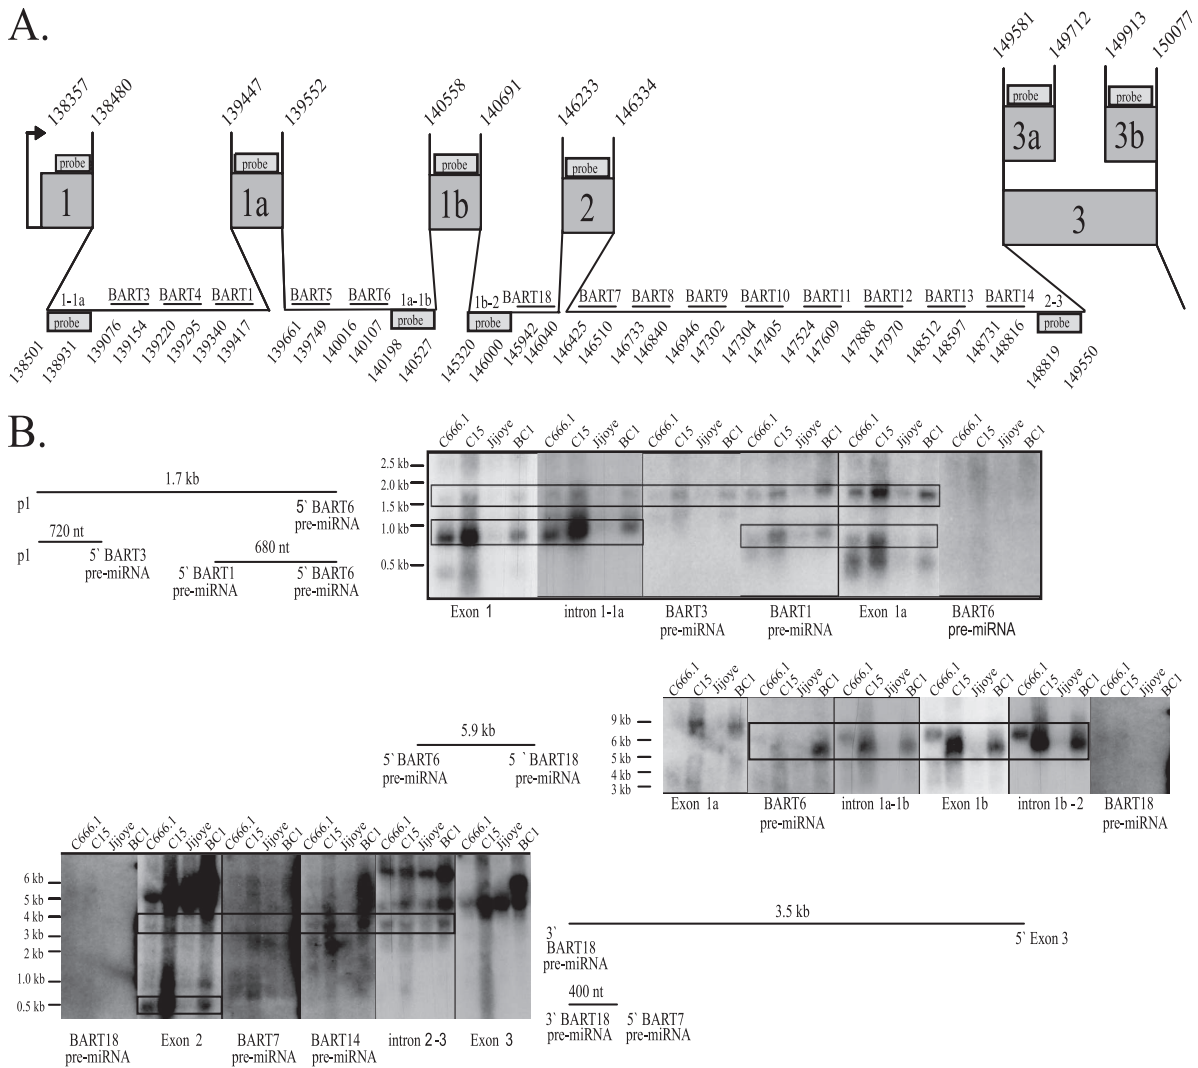 A.
138357 138480 139447 139552 140558 140691 146233 146334 149581 149712 149913 150077
probe probe probe probe probe probe
1 1a 1b 2 3a 3b
3
1-1a BART3 BART4 BART1 BART5 BART6 1a-1b 1b-2 BART18 BART7 BART8 BART9 BART10 BART11 BART12 BART13 BART14 2-3
probe probe probe probe
138501 138931 139076 139154 139220 139295 139340 139417 139661 139749 140016 140107 140198 140527 145320 146000 145942 146040 146425 146510 146733 146840 146946 147302 147304 147405 147524 147609 147888 147970 148512 148597 148731 148816 148819 149550
B.
C666.1 C15 Jijoye BC1 C666.1 C15 Jijoye BC1 C666.1 C15 Jijoye BC1 C666.1 C15 Jijoye BC1 C666.1 C15 Jijoye BC1 C666.1 C15 Jijoye BC1
2.5 kb
2.0 kb
1.5 kb
1.0 kb
0.5 kb
1.7 kb
p1 5` BART6
pre-miRNA
720 nt
p1 5` BART3
pre-miRNA
680 nt
5` BART1 5` BART6
pre-miRNA pre-miRNA
Exon 1 intron 1-1a BART3 BART1 Exon 1a BART6
pre-miRNA pre-miRNA pre-miRNA
C666.1 C15 Jijoye BC1 C666.1 C15 Jijoye BC1 C666.1 C15 Jijoye BC1 C666.1 C15 Jijoye BC1 C666.1 C15 Jijoye BC1 C666.1 C15 Jijoye BC1
9 kb
6 kb
5 kb
4 kb
3 kb
5.9 kb
5` BART6 5 `BART18
pre-miRNA pre-miRNA
Exon 1a BART6 intron 1a-1b Exon 1b intron 1b-2 BART18
pre-miRNA pre-miRNA
C666.1 C15 Jijoye BC1 C666.1 C15 Jijoye BC1 C666.1 C15 Jijoye BC1 C666.1 C15 Jijoye BC1 C666.1 C15 Jijoye BC1 C666.1 C15 Jijoye BC1
6 kb
5 kb
4 kb
3 kb
2 kb
1.0 kb
0.5 kb
BART18 Exon 2 BART7 BART14 intron 2-3 Exon 3
pre-miRNA pre-miRNA pre-miRNA
3.5 kb
3` 5` Exon 3
BART18
pre-miRNA
400 nt
3` BART18 5` BART7
pre-miRNA pre-miRNA